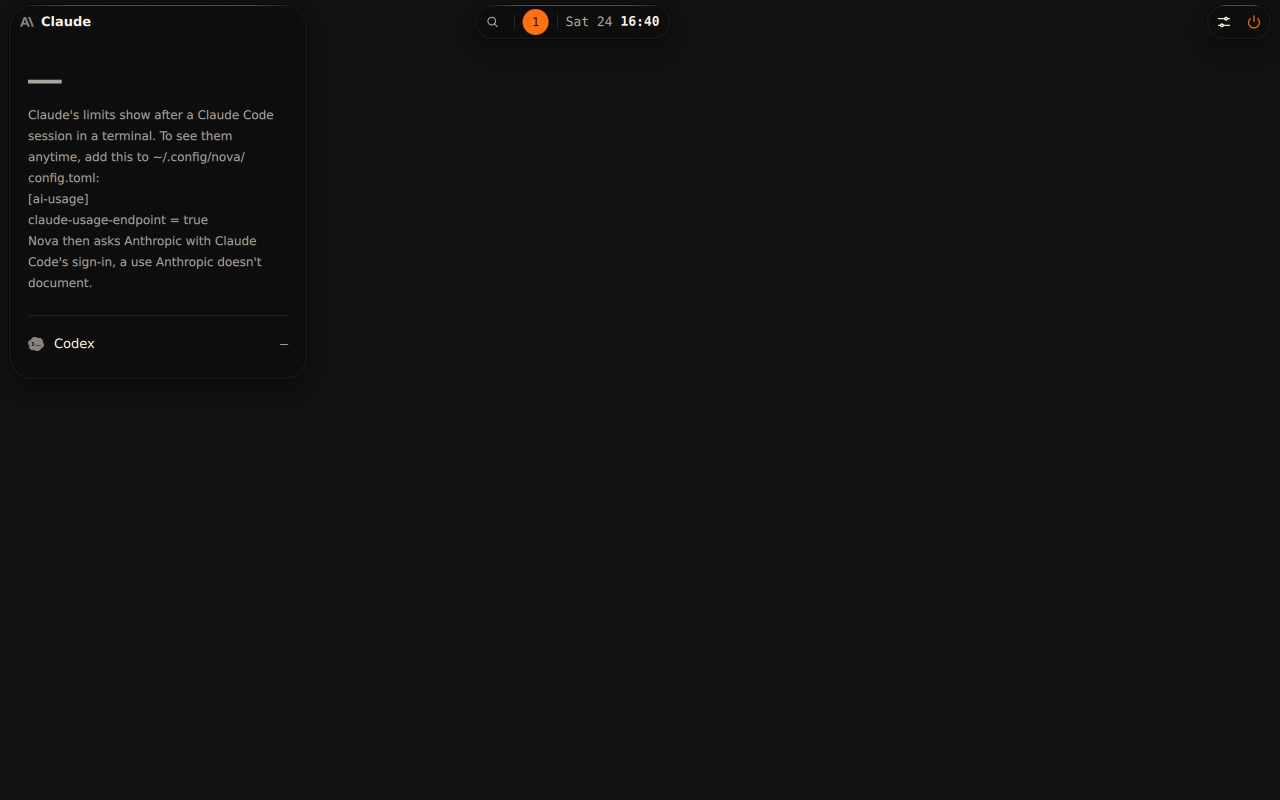 Claude
1
Sat 24 16:40
Claude's limits show after a Claude Code
session in a terminal. To see them
anytime, add this to ~/.config/nova/
config.toml:
[ai-usage]
claude-usage-endpoint = true
Nova then asks Anthropic with Claude
Code's sign-in, a use Anthropic doesn't
document.
Codex –